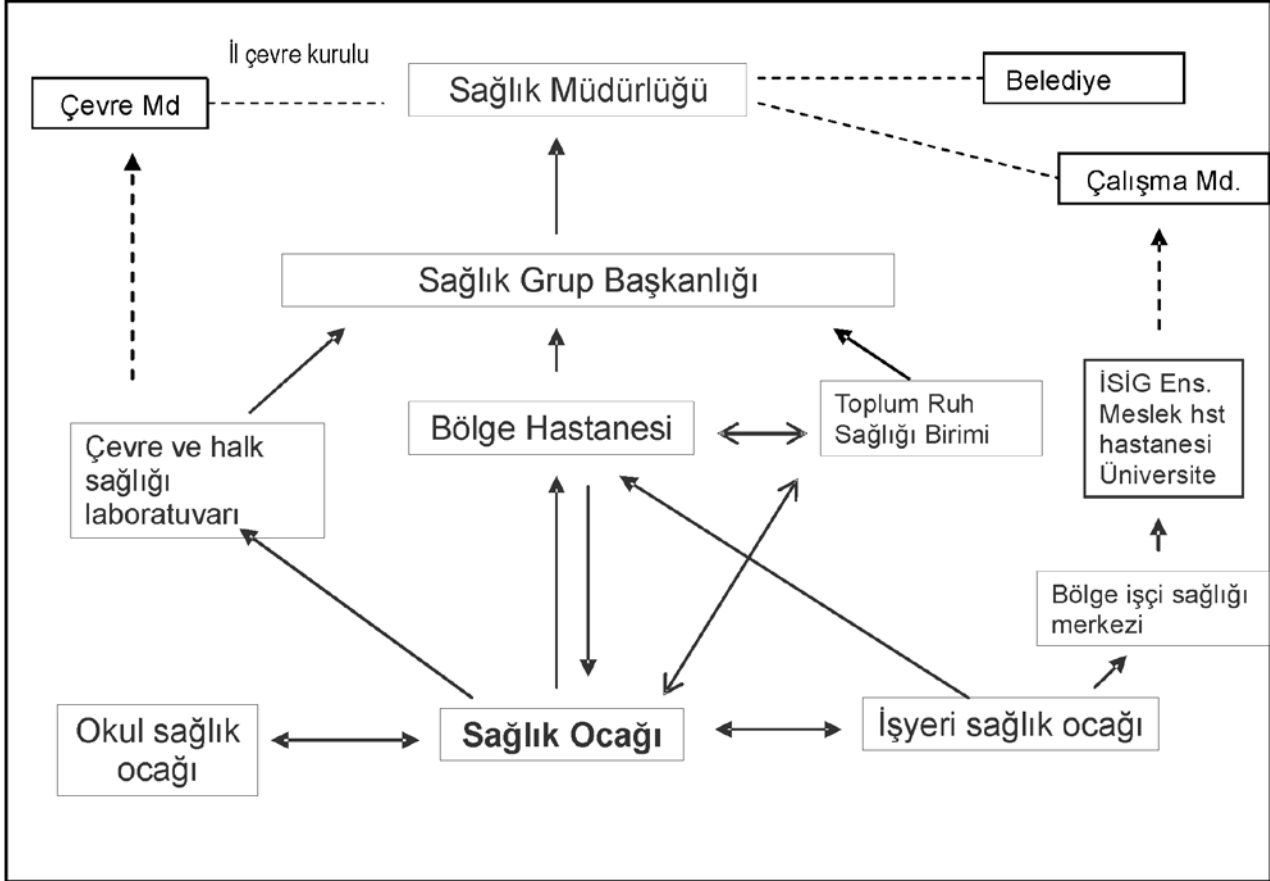 İl çevre kurulu
Çevre Md
Sağlık Müdürlüğü
Belediye
Çalışma Md.
Sağlık Grup Başkanlığı
Çevre ve halk
sağlığı
laboratuvarı
Bölge Hastanesi
Toplum Ruh
Sağlığı Birimi
İSİG Ens.
Meslek hst
hastanesi
Üniversite
Bölge işçi sağlığı
merkezi
Okul sağlık
ocağı
Sağlık Ocağı
İşyeri sağlık ocağı